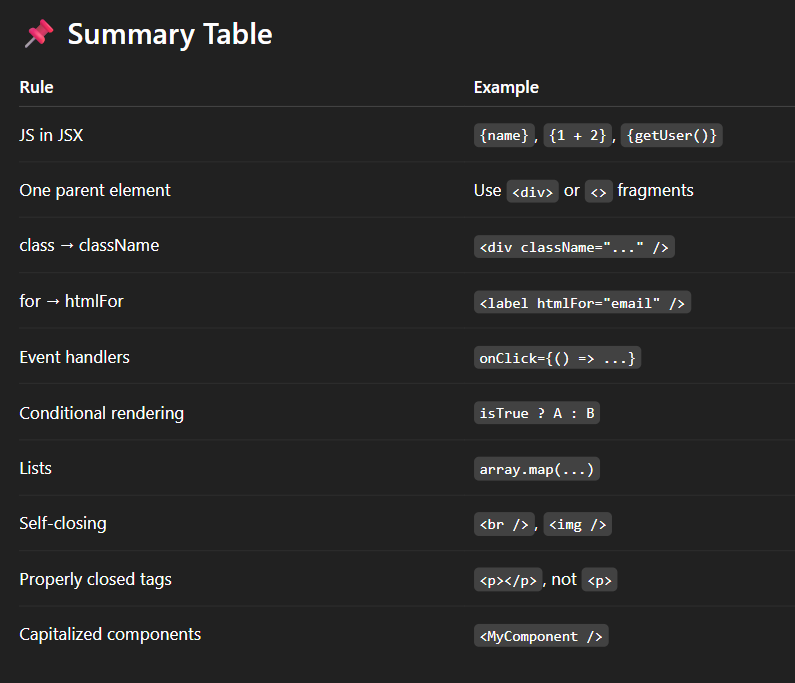 📌 Summary Table
Rule Example
JS in JSX {name}, {1 + 2}, {getUser()}
One parent element Use <div> or <> fragments
class → className <div className="..." />
for → htmlFor <label htmlFor="email" />
Event handlers onClick={() => ...}
Conditional rendering isTrue ? A : B
Lists array.map(...)
Self-closing <br />, <img />
Properly closed tags <p></p>, not <p>
Capitalized components <MyComponent />